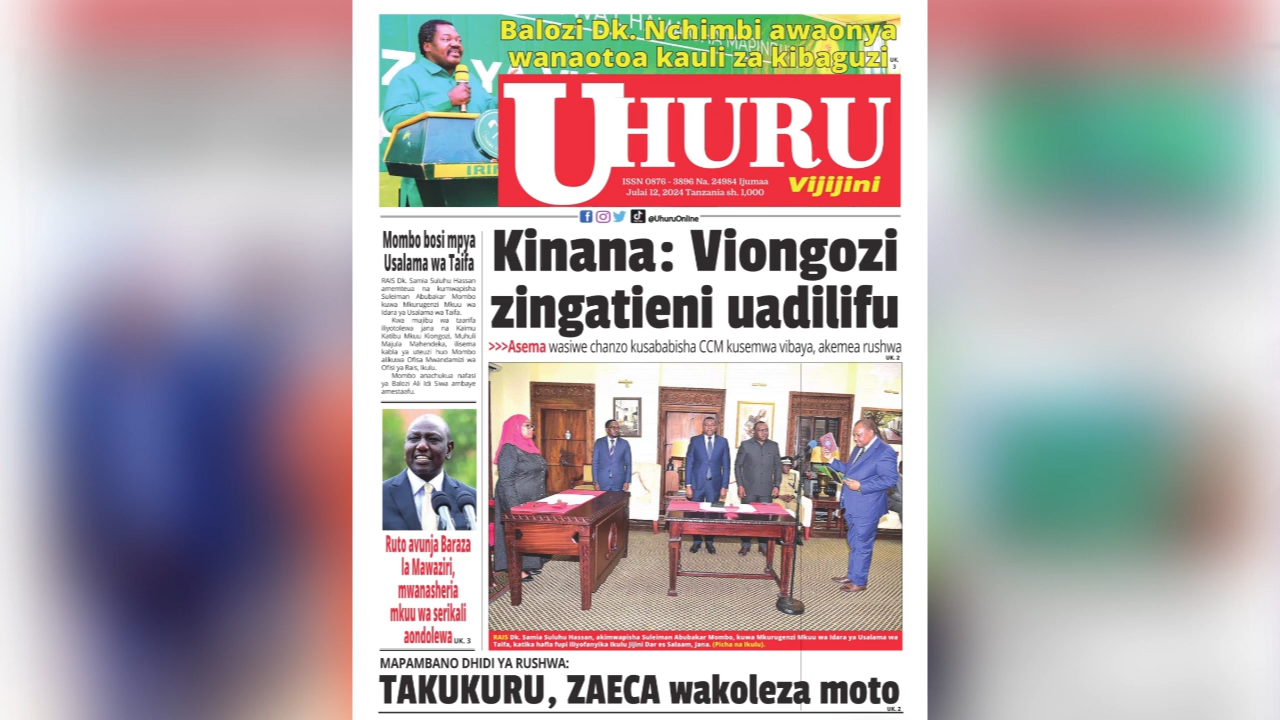 Balozi Dk. Nchimbi awaonya
wanaotoa kauli za kibaguzi UK. 3
UHURU
ISSN 0876 - 3896 Na. 24984 Ijumaa
Julai 12, 2024 Tanzania sh. 1,000
Vijijini
@UhuruOnline
Mombo bosi mpya
Usalama wa Taifa
RAIS Dk. Samia Suluhu Hassan
amemteua na kumwapisha
Suleiman Abubakar Mombo
kuwa Mkurugenzi Mkuu wa
Idara ya Usalama wa Taifa.
Kwa mujibu wa taarifa
iliyotolewa jana na Kaimu
Katibu Mkuu Kiongozi, Muhuli
Majula Mahendeka, ilisema
kabla ya uteuzi huo Mombo
alikuwa Ofisa Mwandamizi wa
Ofisi ya Rais, Ikulu.
Mombo anachukua nafasi
ya Balozi Ali Idi Siwa ambaye
amestaafu.
Ruto avunja Baraza
la Mawaziri,
mwanasheria
mkuu wa serikali
aondolewa UK. 3
Kinana: Viongozi
zingatieni uadilifu
>>>Asema wasiwe chanzo kusababisha CCM kusemwa vibaya, akemea rushwa
UK. 2
RAIS Dk. Samia Suluhu Hassan, akimwapisha Suleiman Abubakar Mombo, kuwa Mkurugenzi Mkuu wa Idara ya Usalama wa
Taifa, katika hafla fupi iliyofanyika Ikulu Jijini Dar es Salaam, jana. (Picha na Ikulu).
MAPAMBANO DHIDI YA RUSHWA:
TAKUKURU, ZAECA wakoleza moto
UK. 2